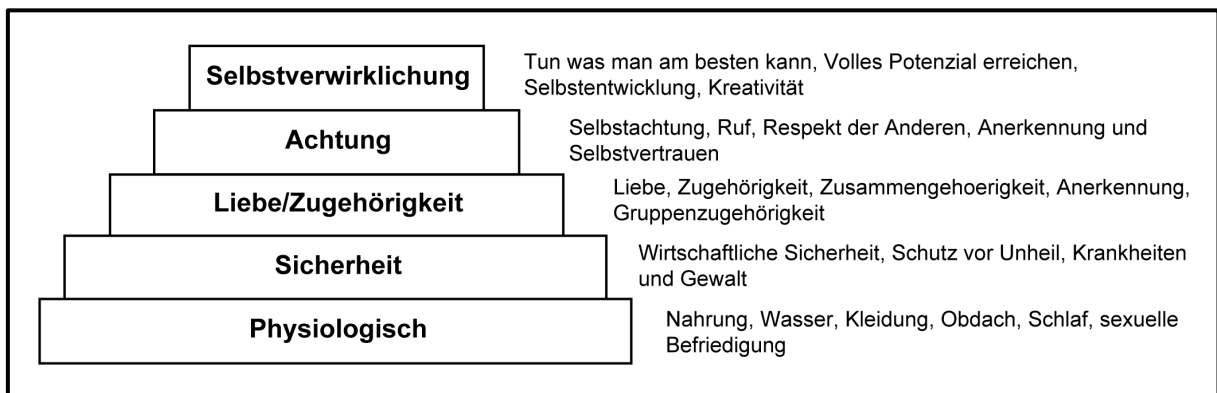 Selbstverwirklichung
Tun was man am besten kann, Volles Potenzial erreichen,
Selbstentwicklung, Kreativität
Achtung
Selbstachtung, Ruf, Respekt der Anderen, Anerkennung und
Selbstvertrauen
Liebe/Zugehörigkeit
Liebe, Zugehörigkeit, Zusammengehoerigkeit, Anerkennung,
Gruppenzugehörigkeit
Sicherheit
Wirtschaftliche Sicherheit, Schutz vor Unheil, Krankheiten
und Gewalt
Physiologisch
Nahrung, Wasser, Kleidung, Obdach, Schlaf, sexuelle
Befriedigung